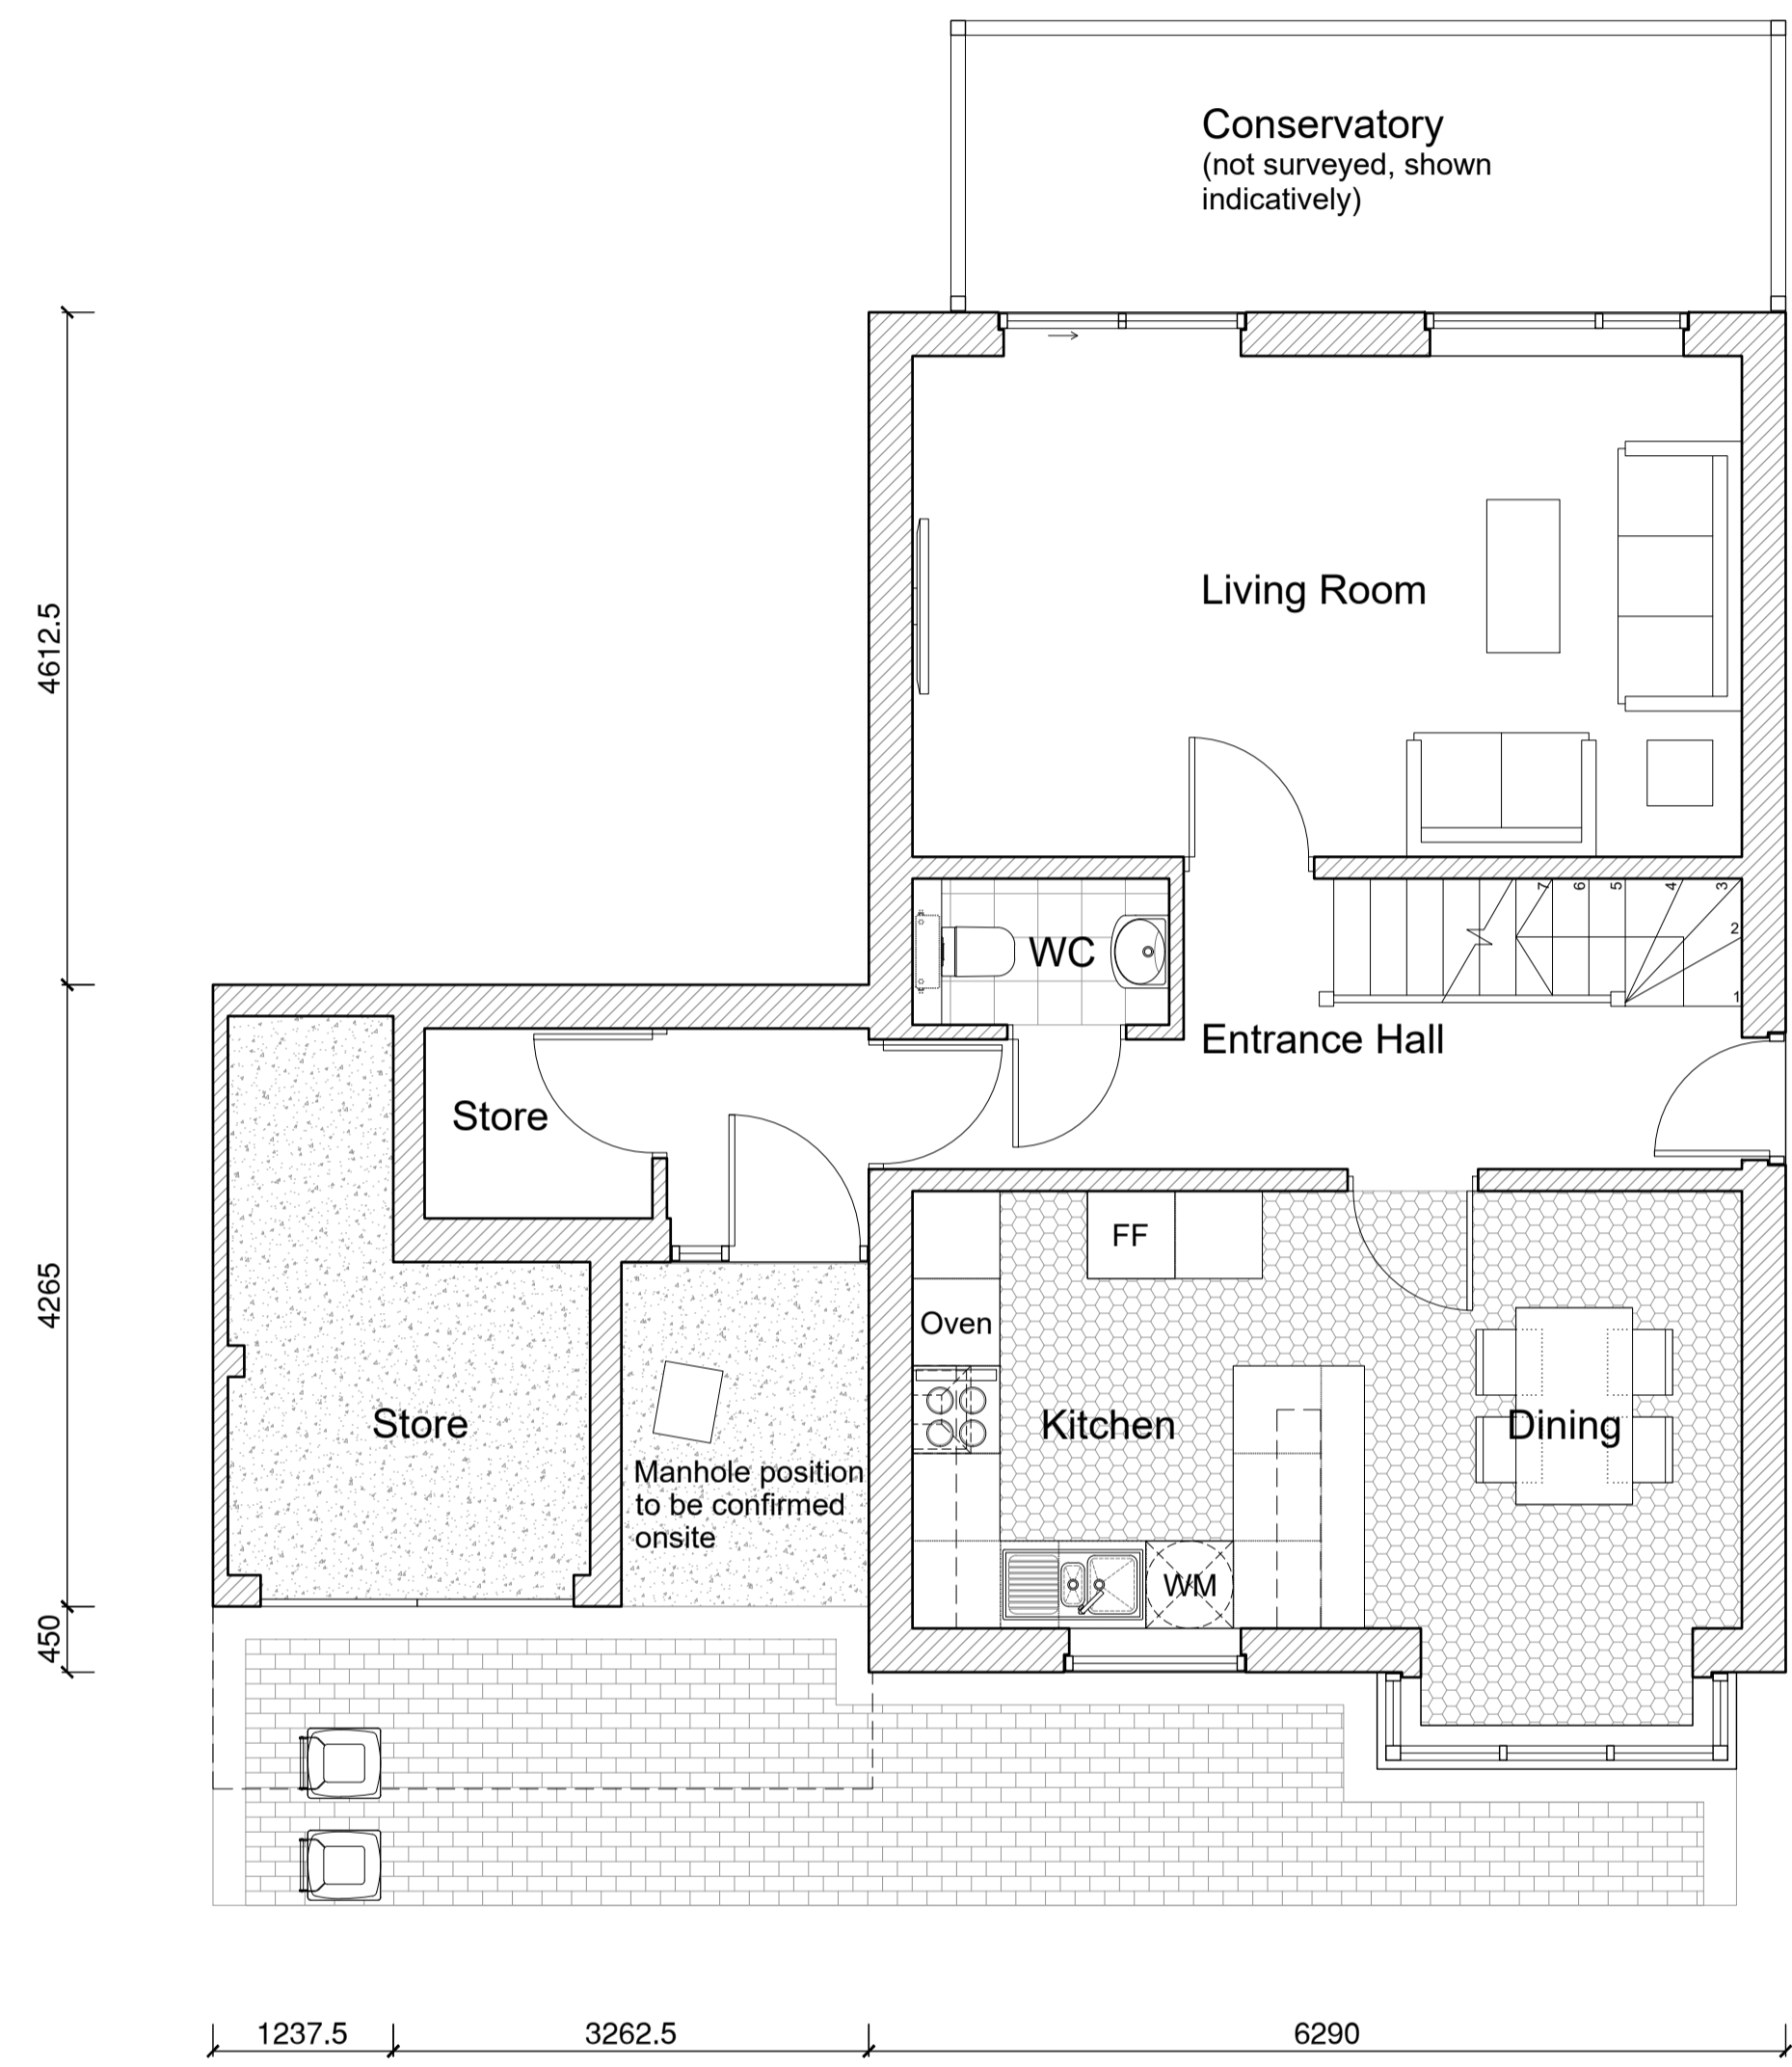 Conservatory
(not surveyed, shown
indicatively)
4612.5
Living Room
7 6 5 4 3
2
1
WC
Entrance Hall
Store
FF
4265
Oven
Store
Kitchen
Dining
Manhole position
to be confirmed
onsite
WM
450
1237.5 3262.5 6290